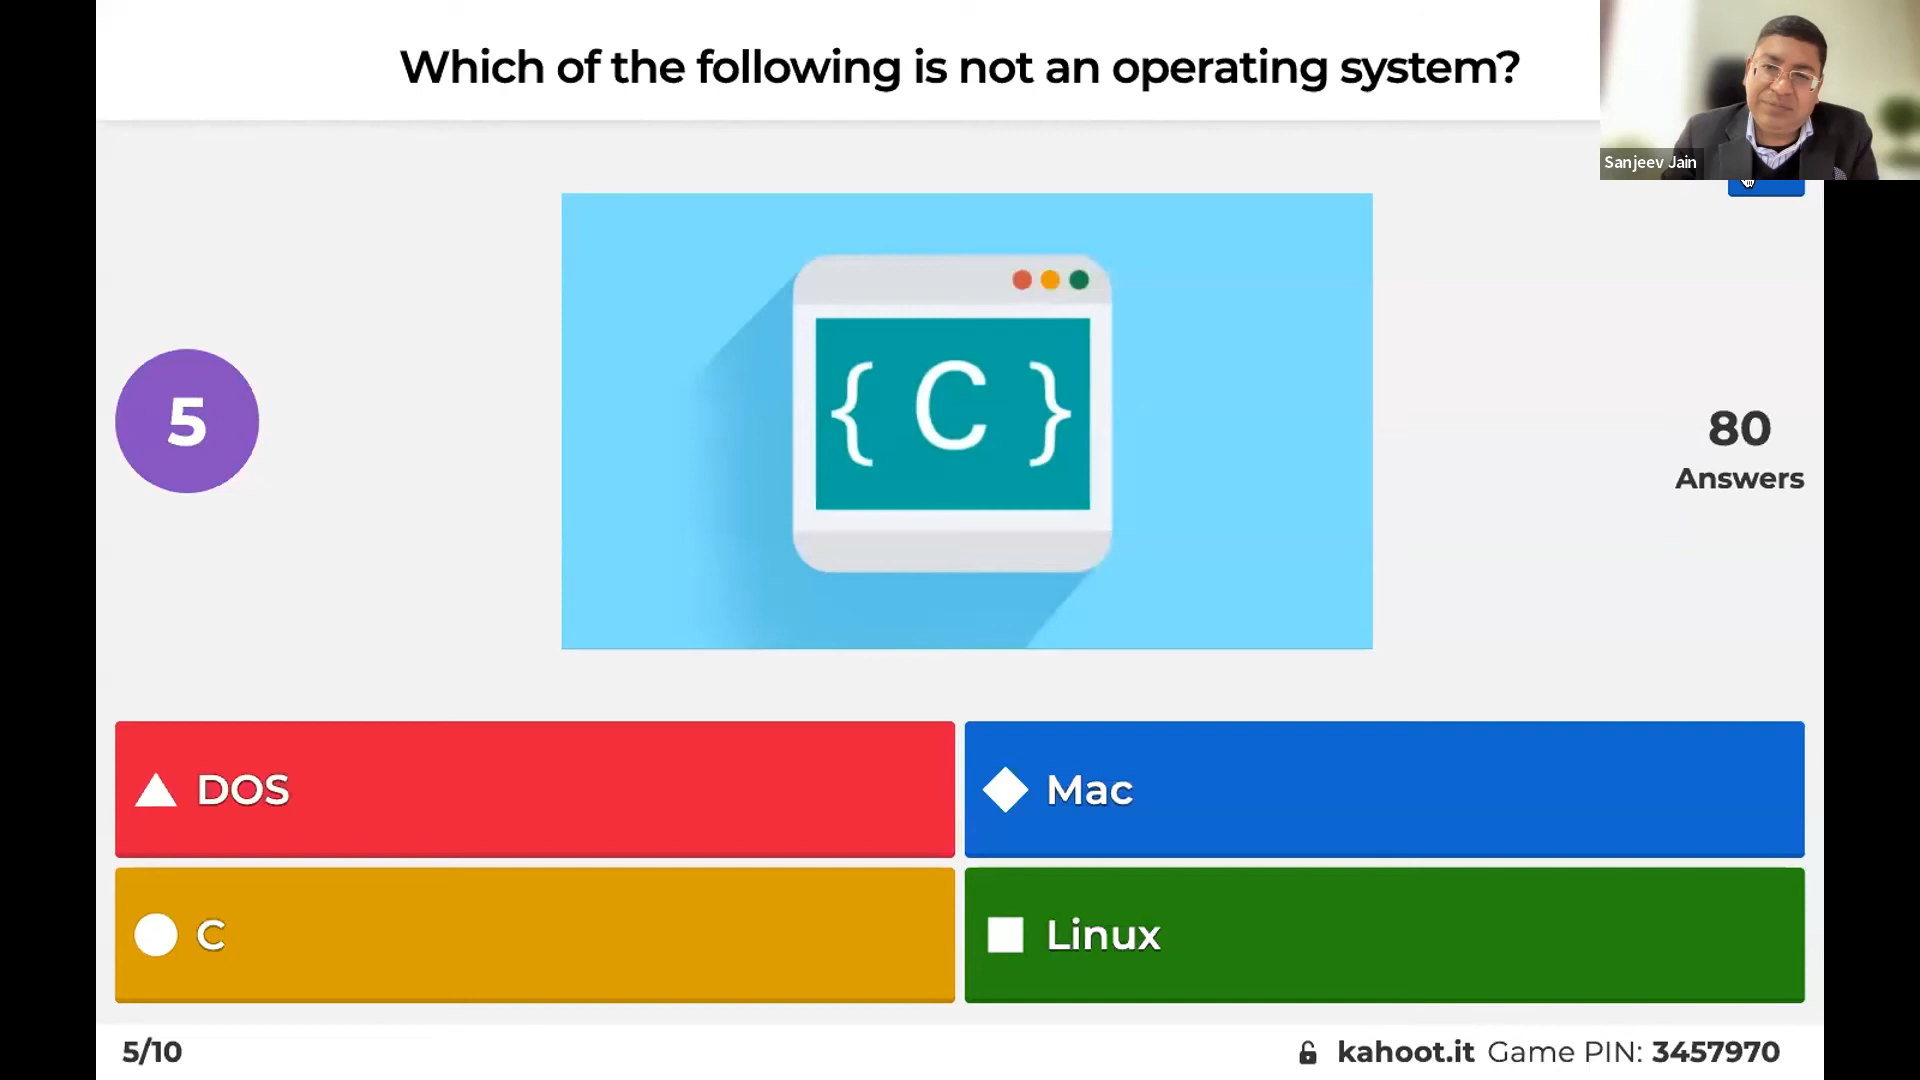 Which of the following is not an operating system?
Sanjeev Jain
{ C }
5
80
Answers
DOS
Mac
C
Linux
5/10
kahoot.it Game PIN: 3457970